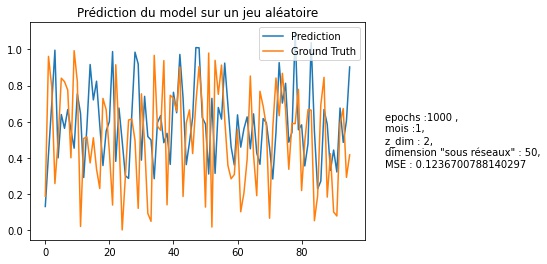 Prédiction du model sur un jeu aléatoire
Prediction
Ground Truth
1.0
0.8
0.6
0.4
0.2
0.0
0 20 40 60 80
epochs :1000 ,
mois :1,
z_dim : 2,
dimension "sous réseaux" : 50,
MSE : 0.1236700788140297